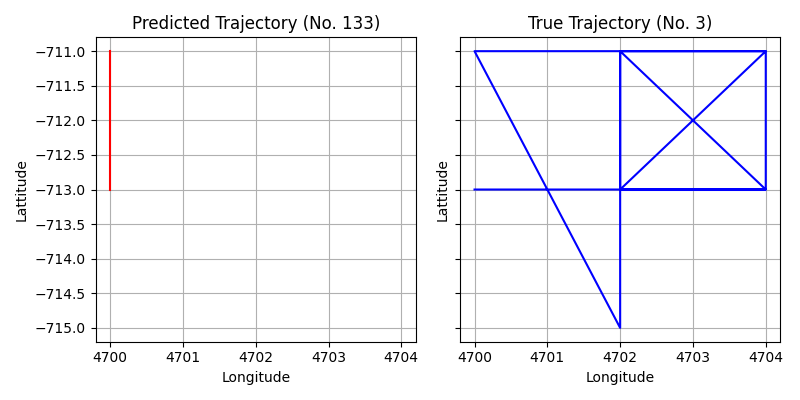 Predicted Trajectory (No. 133)
−711.0
−711.5
−712.0
−712.5
−713.0
−713.5
−714.0
−714.5
−715.0
Lattitude
4700 4701 4702 4703 4704
Longitude
True Trajectory (No. 3)
Lattitude
4700 4701 4702 4703 4704
Longitude